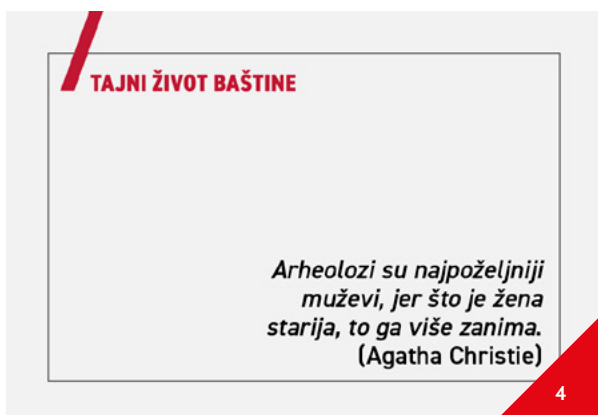 TAJNI ŽIVOT BAŠTINE
Arheolozi su najpoželjniji
muževi, jer što je žena
starija, to ga više zanima.
(Agatha Christie)
4